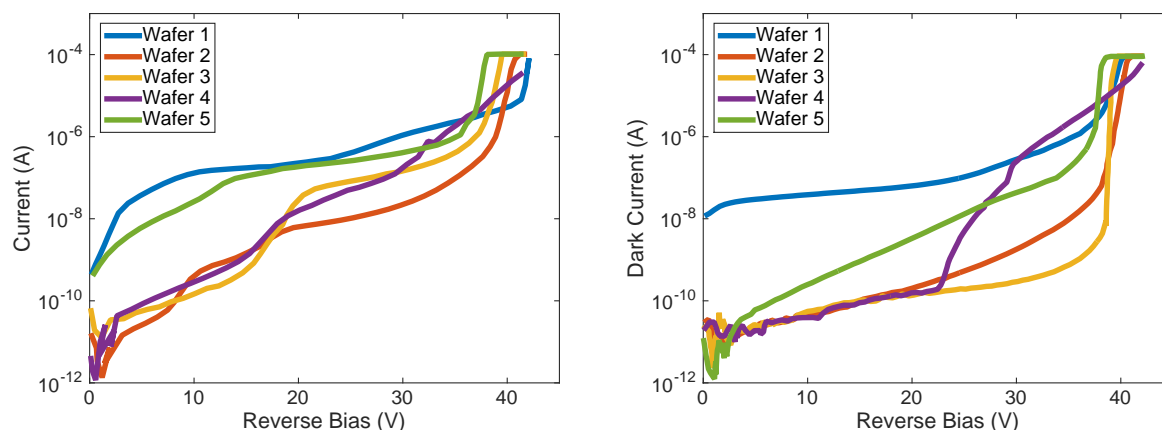 Wafer 1
Wafer 2
Wafer 3
Wafer 4
Wafer 5
10^-4
10^-6
10^-8
10^-10
10^-12
Current (A)
0 10 20 30 40
Reverse Bias (V)
Wafer 1
Wafer 2
Wafer 3
Wafer 4
Wafer 5
10^-4
10^-6
10^-8
10^-10
10^-12
Dark Current (A)
0 10 20 30 40
Reverse Bias (V)